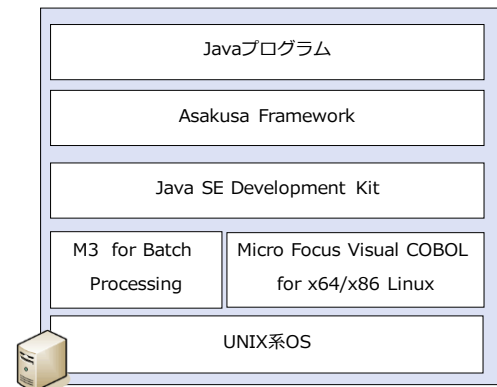 Javaプログラム
Asakusa Framework
Java SE Development Kit
M3 for Batch
Processing
Micro Focus Visual COBOL
for x64/x86 Linux
UNIX系OS